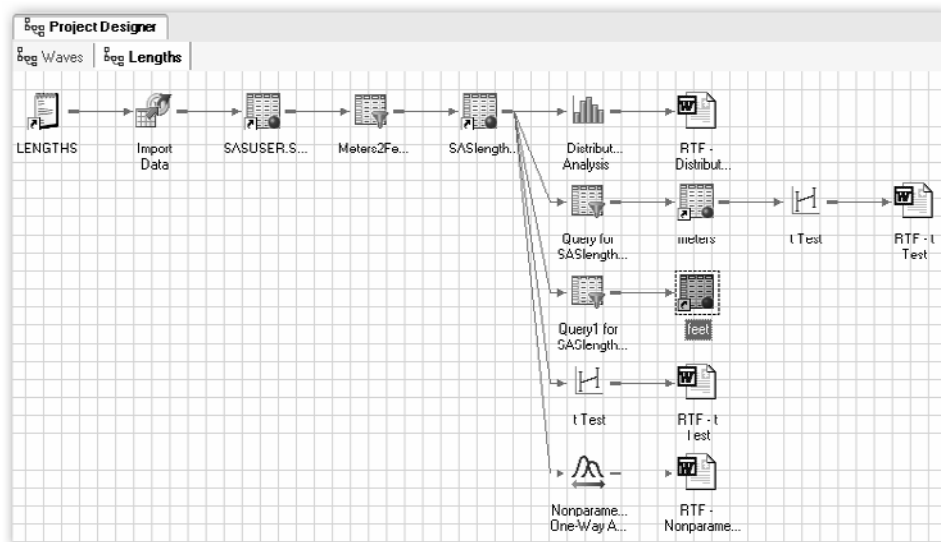 Project Designer
Waves
Lengths
LENGTHS
Import
Data
SASUSER.S...
Meters2Fe...
SASlength...
Distribut...
Analysis
RTF -
Distribut...
Query for
SASlength...
meters
t Test
RTF - t
Test
Query1 for
SASlength...
feet
t Test
RTF - t
Test
Nonparame...
One-Way A...
RTF -
Nonparame...